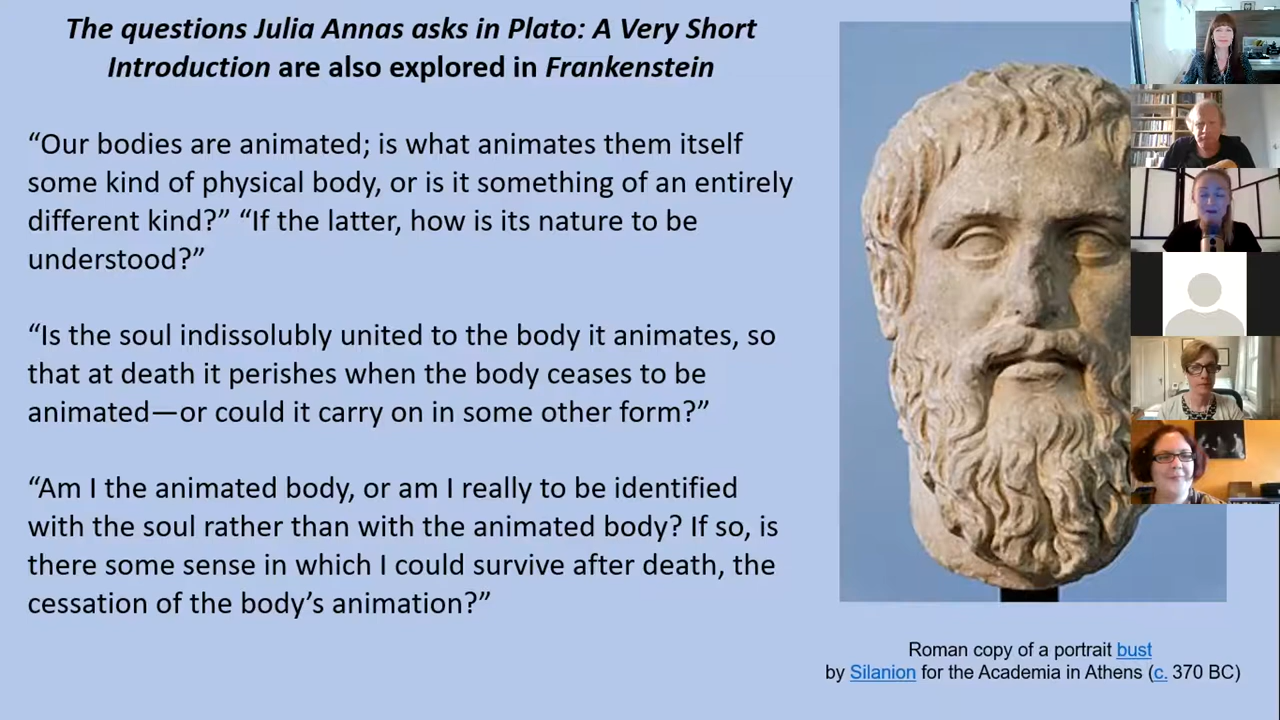 The questions Julia Annas asks in Plato: A Very Short
Introduction are also explored in Frankenstein
“Our bodies are animated; is what animates them itself
some kind of physical body, or is it something of an entirely
different kind?” “If the latter, how is its nature to be
understood?”
“Is the soul indissolubly united to the body it animates, so
that at death it perishes when the body ceases to be
animated—or could it carry on in some other form?”
“Am I the animated body, or am I really to be identified
with the soul rather than with the animated body? If so, is
there some sense in which I could survive after death, the
cessation of the body’s animation?”
Roman copy of a portrait bust
by Silanion for the Academia in Athens (c. 370 BC)